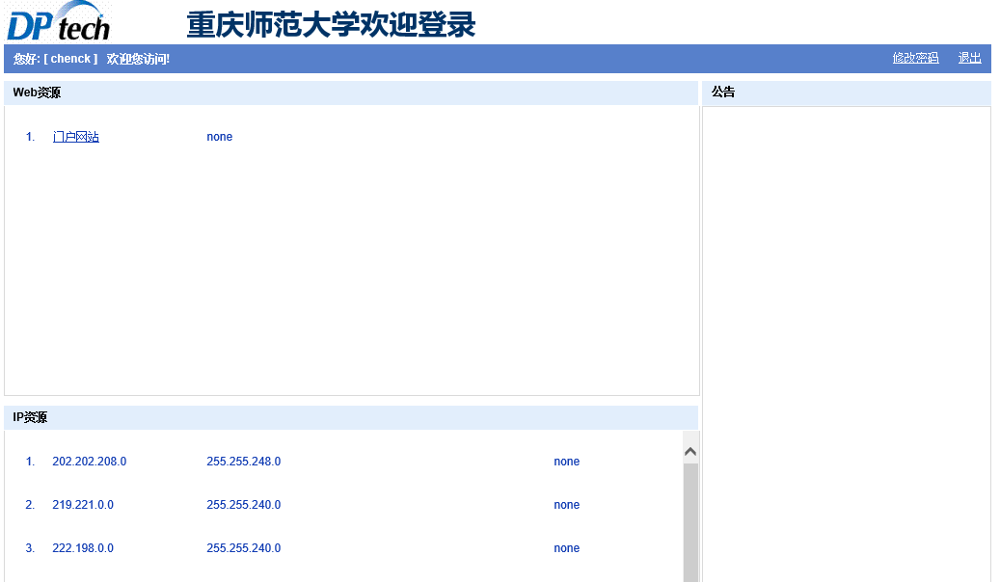 DPtech 重庆师范大学欢迎登录
您好: [ chenck ] 欢迎您访问! 修改密码 退出
Web资源 公告
1. 门户网站 none
IP资源
1. 202.202.208.0 255.255.248.0 none
2. 219.221.0.0 255.255.240.0 none
3. 222.198.0.0 255.255.240.0 none